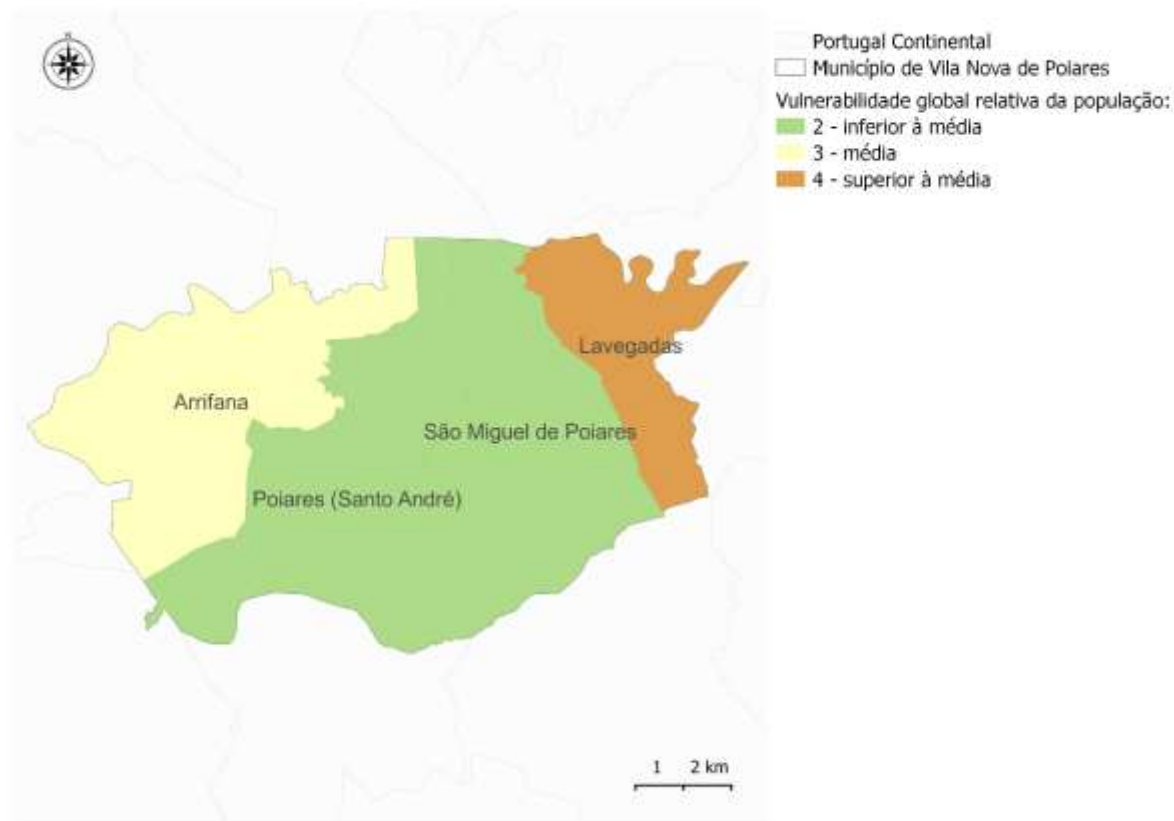 Portugal Continental
Município de Vila Nova de Poiares
Vulnerabilidade global relativa da população:
2 - inferior à média
3 - média
4 - superior à média
Lavegadas
Arrifana
São Miguel de Poiares
Poiares (Santo André)
1 2 km